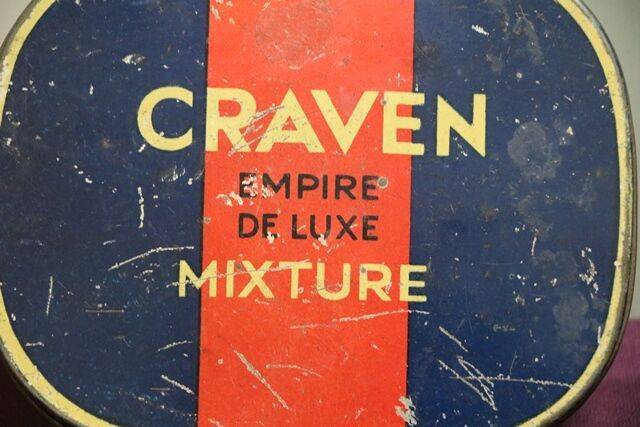 CRAVEN
EMPIRE
DE LUXE
MIXTURE